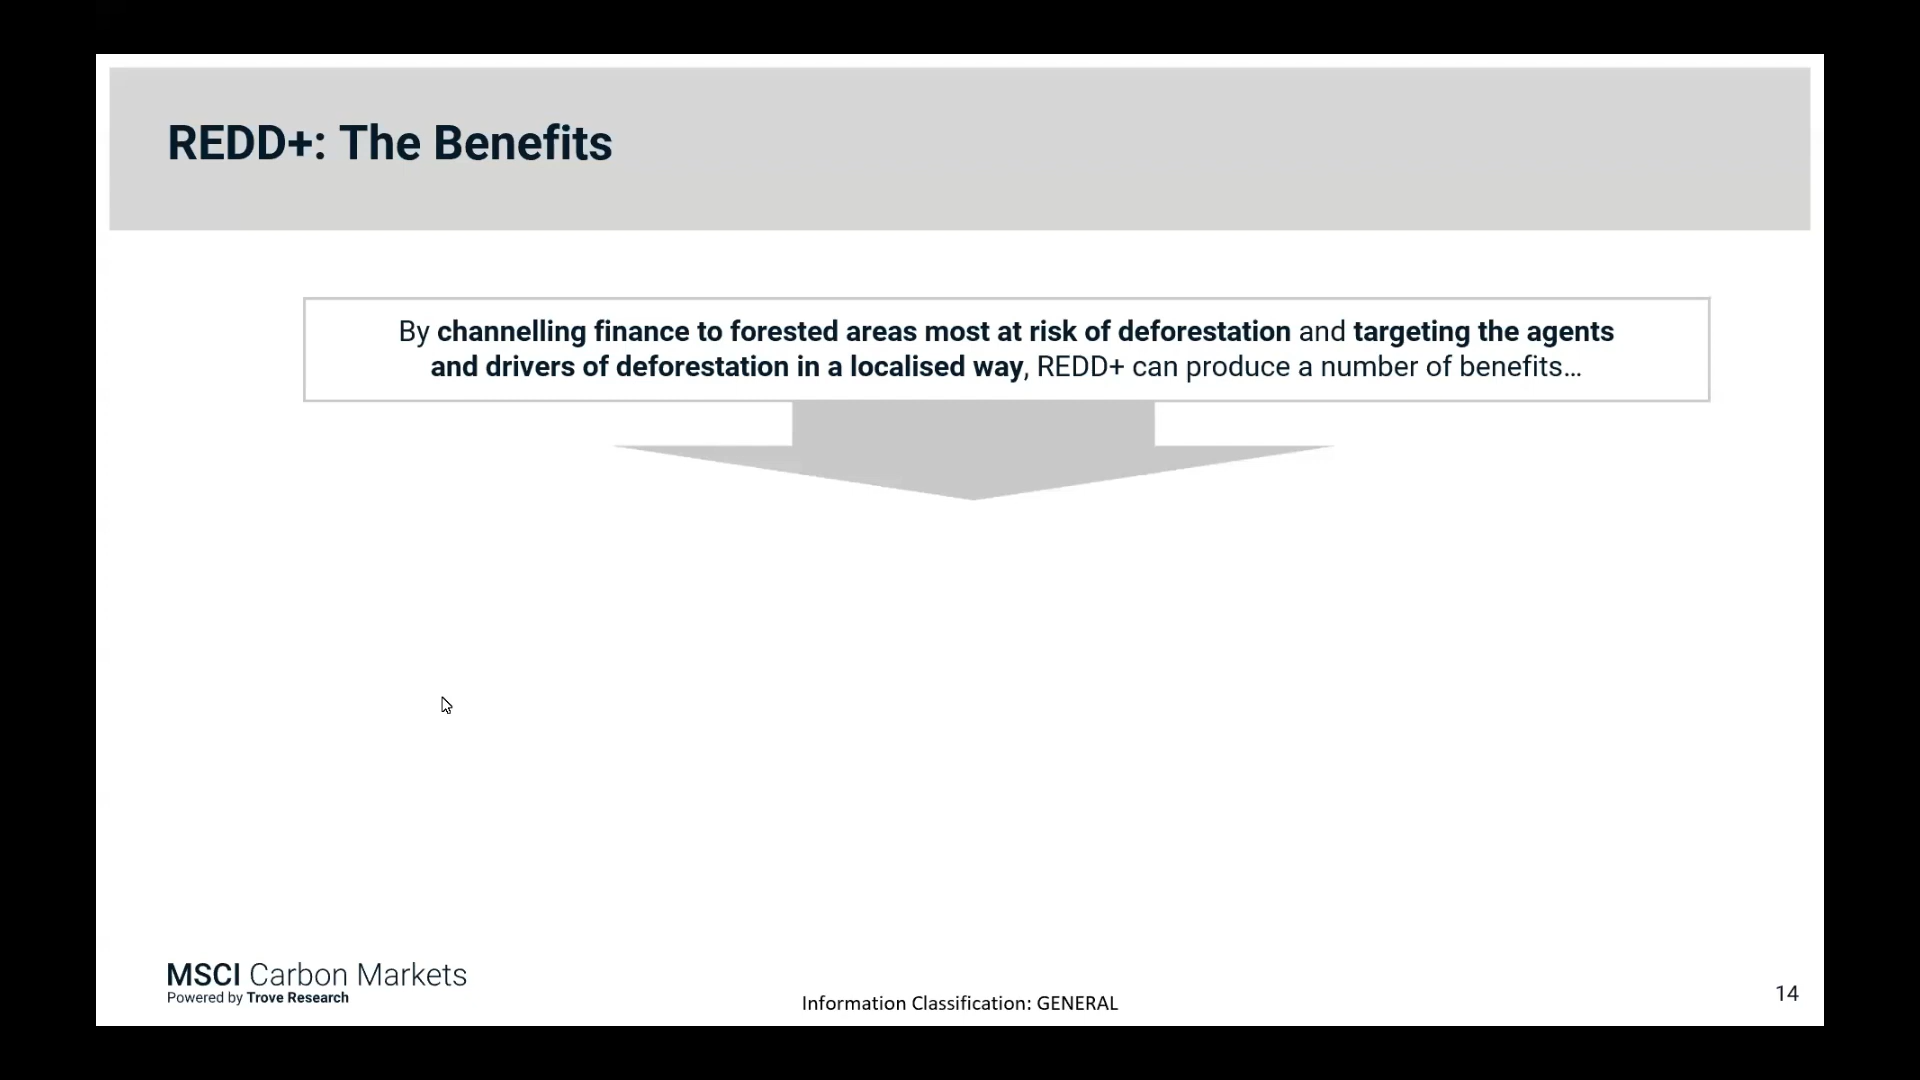 REDD+: The Benefits
By channelling finance to forested areas most at risk of deforestation and targeting the agents
and drivers of deforestation in a localised way, REDD+ can produce a number of benefits…
MSCI Carbon Markets
Powered by Trove Research
Information Classification: GENERAL
14